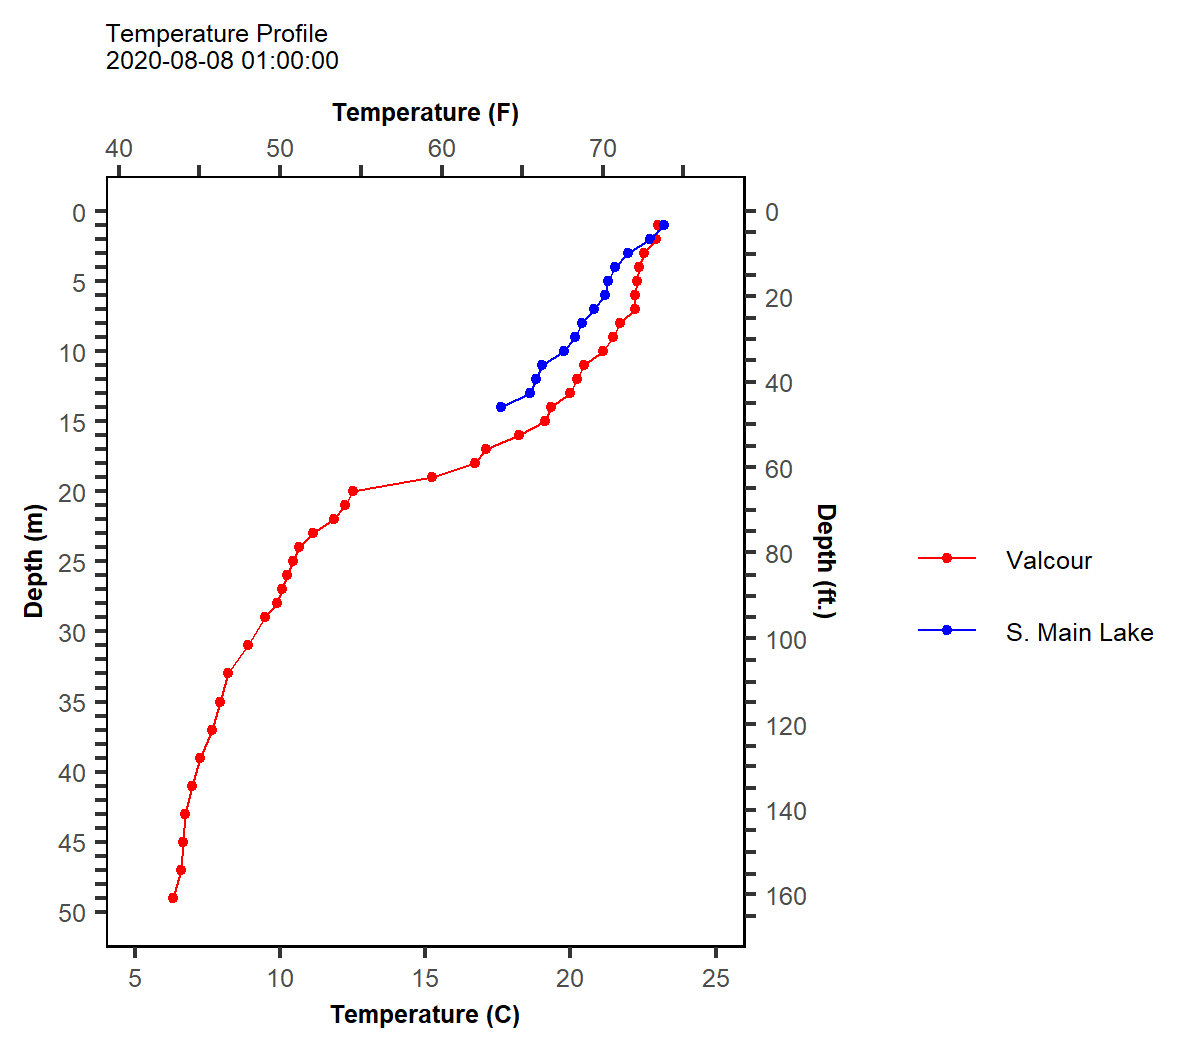 Temperature Profile
2020-08-08 01:00:00
Temperature (F)
40 50 60 70
0 0
5
20
10
40
15
60
20
Depth (m)
Depth (ft.)
80
25
Valcour
100
30
S. Main Lake
35
120
40
140
45
160
50
5 10 15 20 25
Temperature (C)